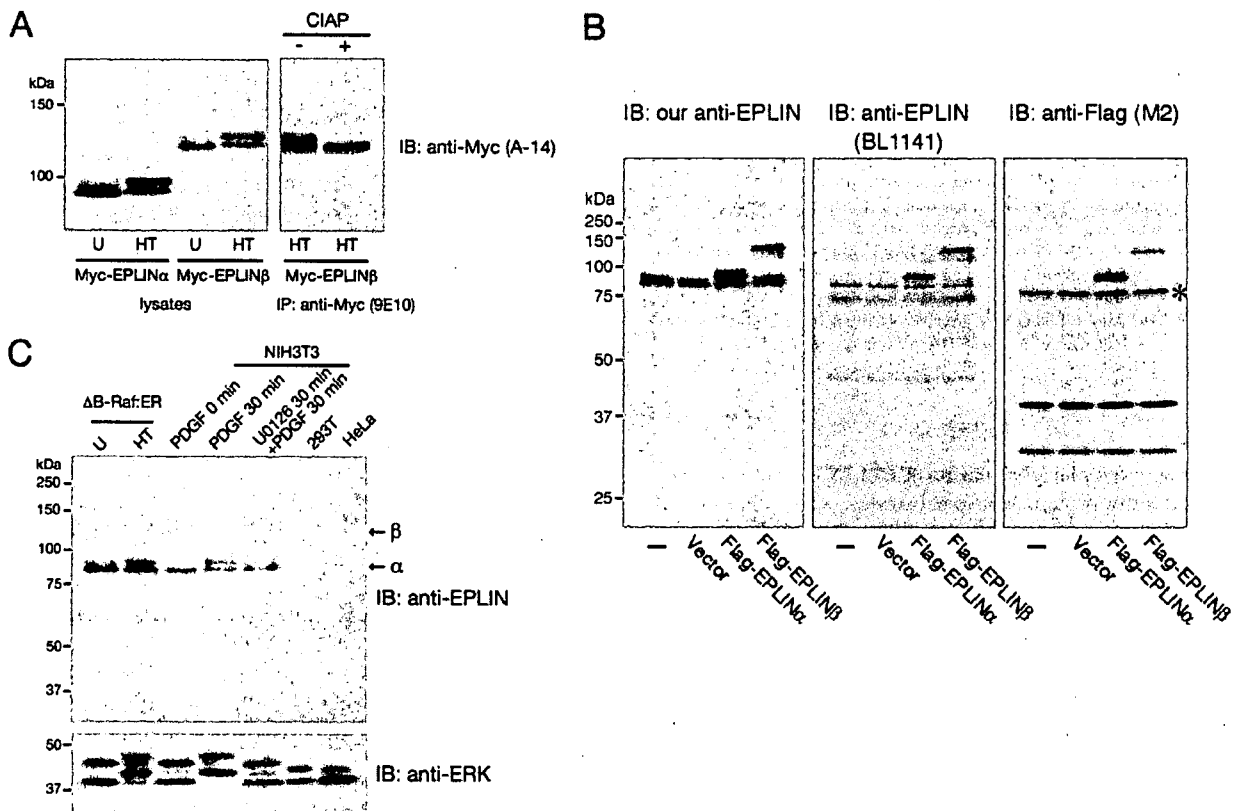 A
CIAP
- +
kDa
150
100
IB: anti-Myc (A-14)
U HT U HT HT HT
Myc-EPLINα Myc-EPLINβ Myc-EPLINβ
lysates IP: anti-Myc (9E10)
B
IB: our anti-EPLIN
IB: anti-EPLIN
(BL1141)
IB: anti-Flag (M2)
kDa
250
150
100
75
50
37
25
*
— Vector Flag-EPLINα Flag-EPLINβ
— Vector Flag-EPLINα Flag-EPLINβ
— Vector Flag-EPLINα Flag-EPLINβ
C
NIH3T3
ΔB-Raf:ER
U
HT
PDGF 0 min
PDGF 30 min
U0126 30 min
+PDGF 30 min
293T
HeLa
kDa
250
150
100
75
50
37
←β
←α
IB: anti-EPLIN
50
37
IB: anti-ERK